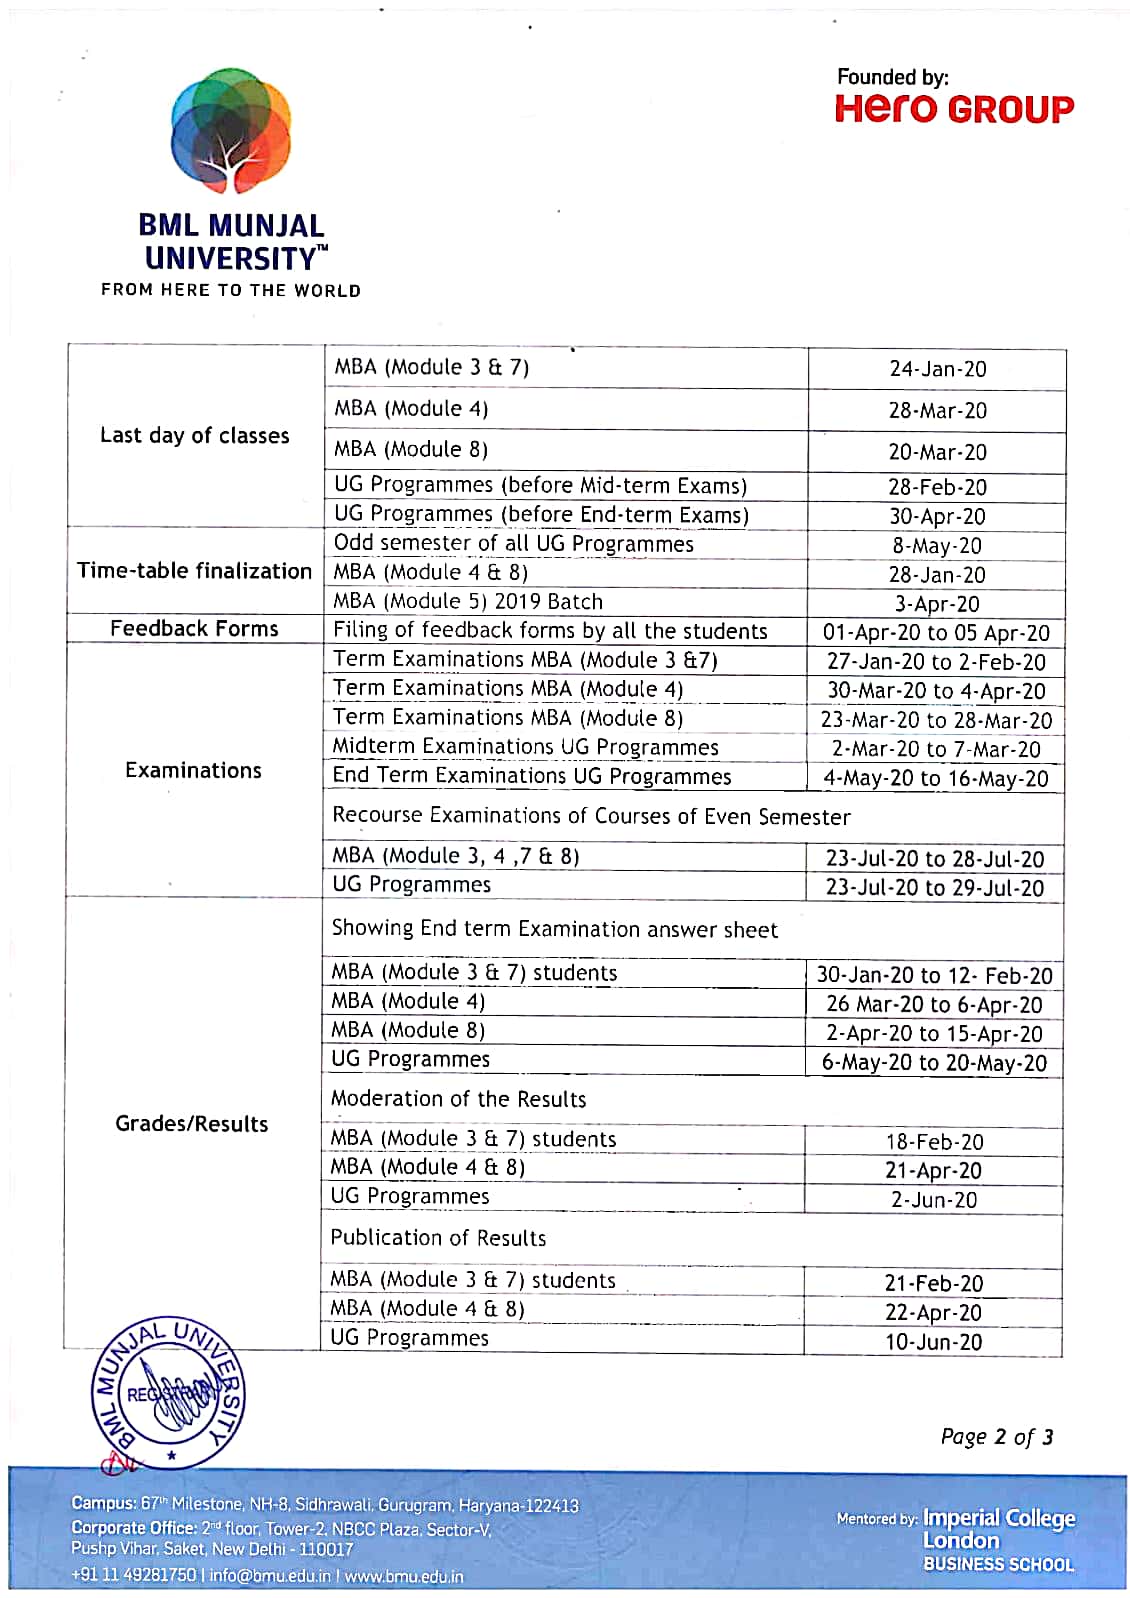 Founded by:
Hero GROUP
BML MUNJAL
UNIVERSITY™
FROM HERE TO THE WORLD
Last day of classes
MBA (Module 3 & 7) 24-Jan-20
MBA (Module 4) 28-Mar-20
MBA (Module 8) 20-Mar-20
UG Programmes (before Mid-term Exams) 28-Feb-20
UG Programmes (before End-term Exams) 30-Apr-20
Time-table finalization
Odd semester of all UG Programmes 8-May-20
MBA (Module 4 & 8) 28-Jan-20
MBA (Module 5) 2019 Batch 3-Apr-20
Feedback Forms Filing of feedback forms by all the students 01-Apr-20 to 05 Apr-20
Examinations
Term Examinations MBA (Module 3 &7) 27-Jan-20 to 2-Feb-20
Term Examinations MBA (Module 4) 30-Mar-20 to 4-Apr-20
Term Examinations MBA (Module 8) 23-Mar-20 to 28-Mar-20
Midterm Examinations UG Programmes 2-Mar-20 to 7-Mar-20
End Term Examinations UG Programmes 4-May-20 to 16-May-20
Recourse Examinations of Courses of Even Semester
MBA (Module 3, 4 ,7 & 8) 23-Jul-20 to 28-Jul-20
UG Programmes 23-Jul-20 to 29-Jul-20
Grades/Results
Showing End term Examination answer sheet
MBA (Module 3 & 7) students 30-Jan-20 to 12- Feb-20
MBA (Module 4) 26 Mar-20 to 6-Apr-20
MBA (Module 8) 2-Apr-20 to 15-Apr-20
UG Programmes 6-May-20 to 20-May-20
Moderation of the Results
MBA (Module 3 & 7) students 18-Feb-20
MBA (Module 4 & 8) 21-Apr-20
UG Programmes 2-Jun-20
Publication of Results
MBA (Module 3 & 7) students 21-Feb-20
MBA (Module 4 & 8) 22-Apr-20
UG Programmes 10-Jun-20
BML MUNJAL UNIVERSITY
Page 2 of 3
Campus: 67th Milestone, NH-8, Sidhrawali, Gurugram, Haryana-122413
Corporate Office: 2nd floor, Tower-2, NBCC Plaza, Sector-V,
Pushp Vihar, Saket, New Delhi - 110017
+91 11 49281750 | info@bmu.edu.in | www.bmu.edu.in
Mentored by: Imperial College
London
BUSINESS SCHOOL